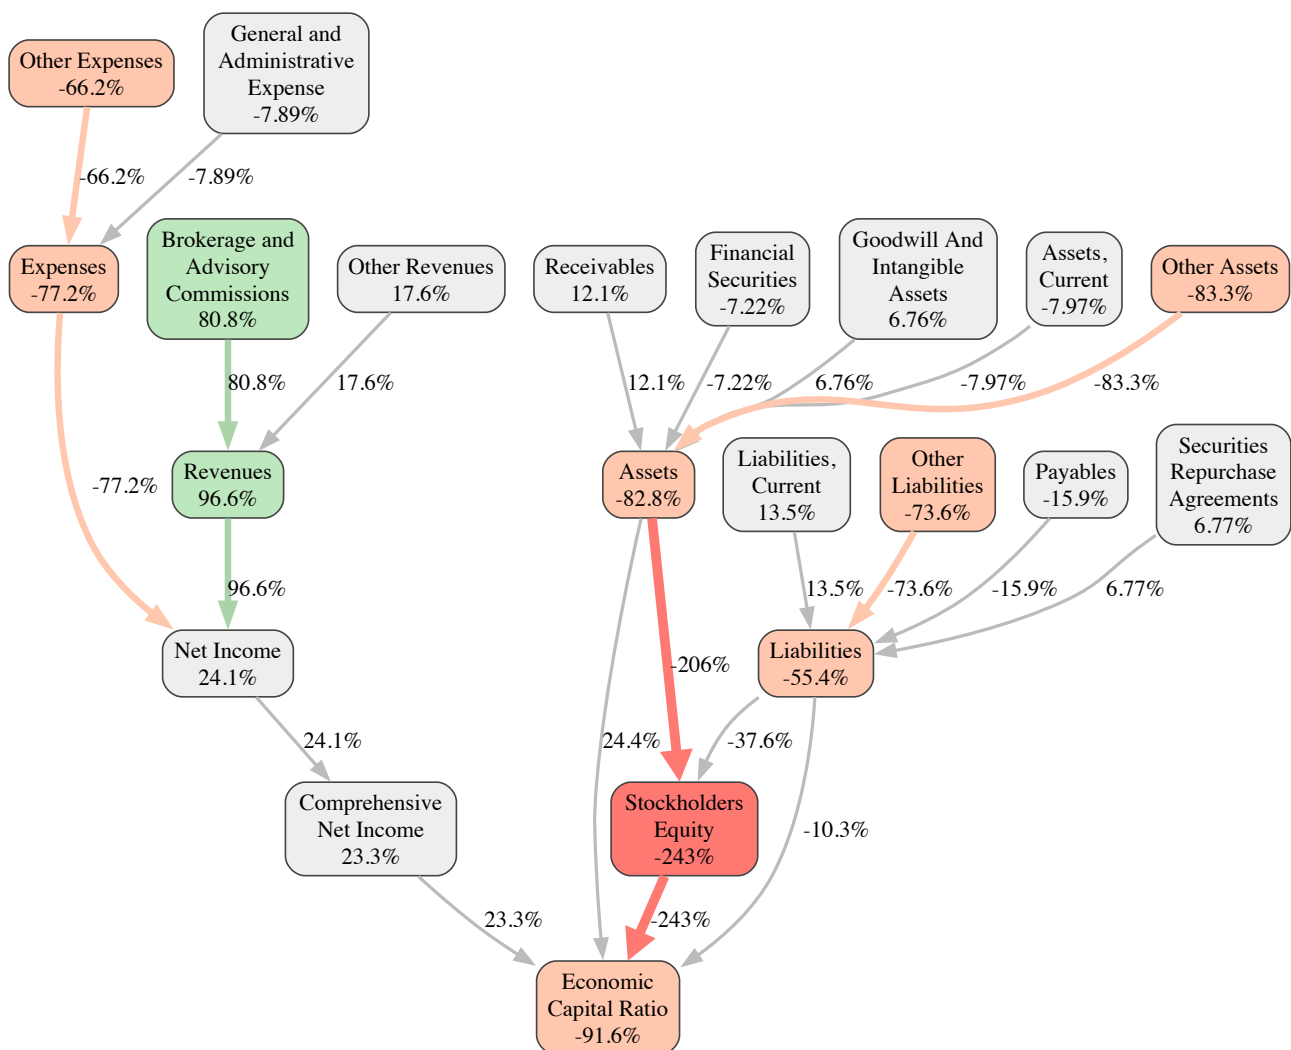 Other Expenses
-66.2%
General and
Administrative
Expense
-7.89%
-66.2%
-7.89%
Expenses
-77.2%
Brokerage and
Advisory
Commissions
80.8%
Other Revenues
17.6%
Receivables
12.1%
Financial
Securities
-7.22%
Goodwill And
Intangible
Assets
6.76%
Assets,
Current
-7.97%
Other Assets
-83.3%
80.8%
17.6%
12.1%
-7.22%
6.76%
-7.97%
-83.3%
-77.2%
Revenues
96.6%
Assets
-82.8%
Liabilities,
Current
13.5%
Other
Liabilities
-73.6%
Payables
-15.9%
Securities
Repurchase
Agreements
6.77%
96.6%
13.5%
-73.6%
-15.9%
6.77%
Net Income
24.1%
-206%
Liabilities
-55.4%
24.1%
24.4%
-37.6%
Comprehensive
Net Income
23.3%
Stockholders
Equity
-243%
-10.3%
23.3%
-243%
Economic
Capital Ratio
-91.6%